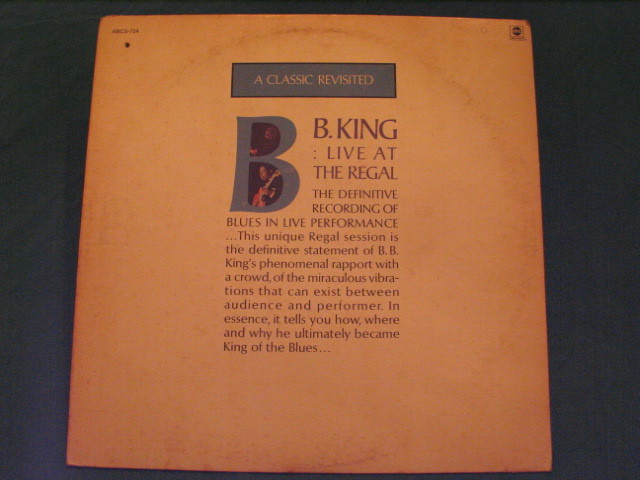 ABCS-724
abc
A CLASSIC REVISITED
B B. KING
: LIVE AT
THE REGAL
THE DEFINITIVE
RECORDING OF
BLUES IN LIVE PERFORMANCE
...This unique Regal session is
the definitive statement of B.B.
King's phenomenal rapport with
a crowd, of the miraculous vibra-
tions that can exist between
audience and performer. In
essence, it tells you how, where
and why he ultimately became
King of the Blues...